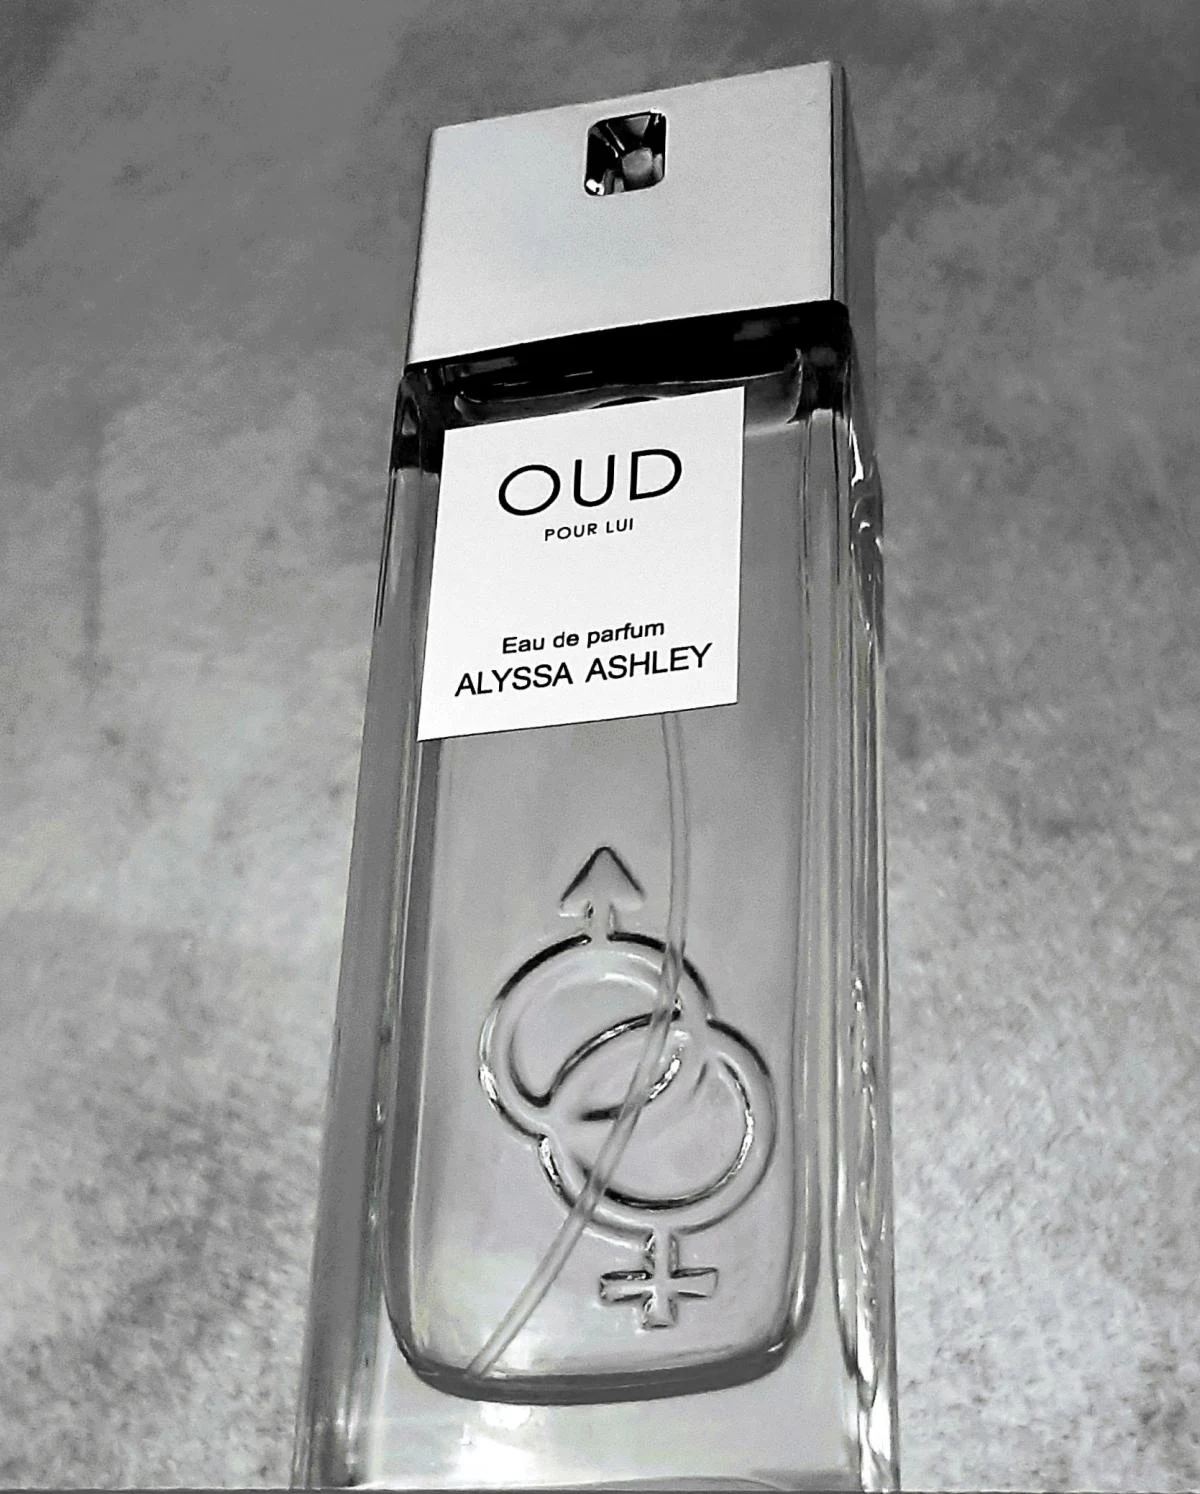 OUD
POUR LUI
Eau de parfum
ALYSSA ASHLEY